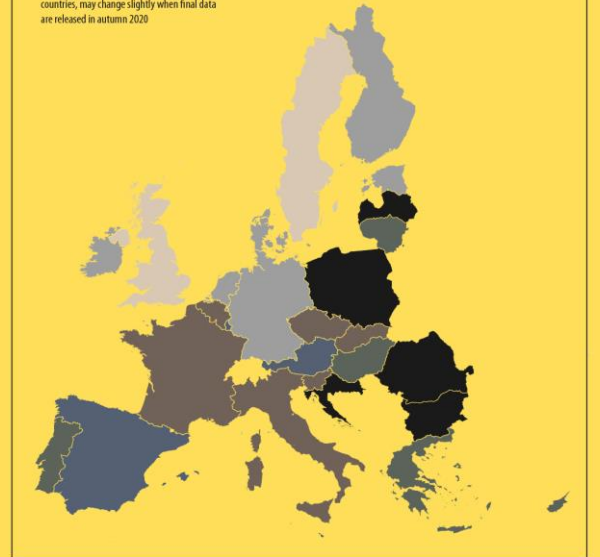 countries, may change slightly when final data
are released in autumn 2020